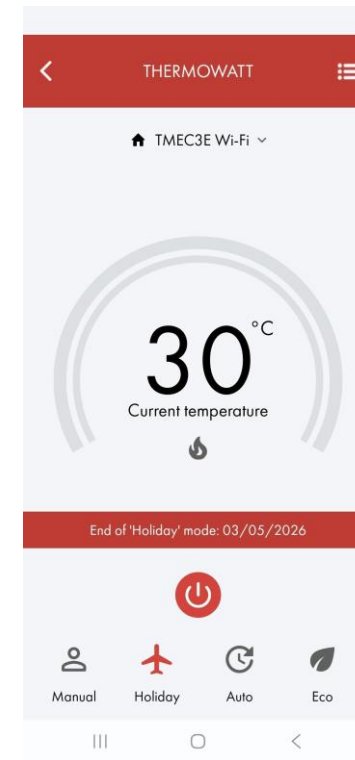 THERMOWATT
TMEC3E Wi-Fi
30°C
Current temperature
End of 'Holiday' mode: 03/05/2026
Manual Holiday Auto Eco